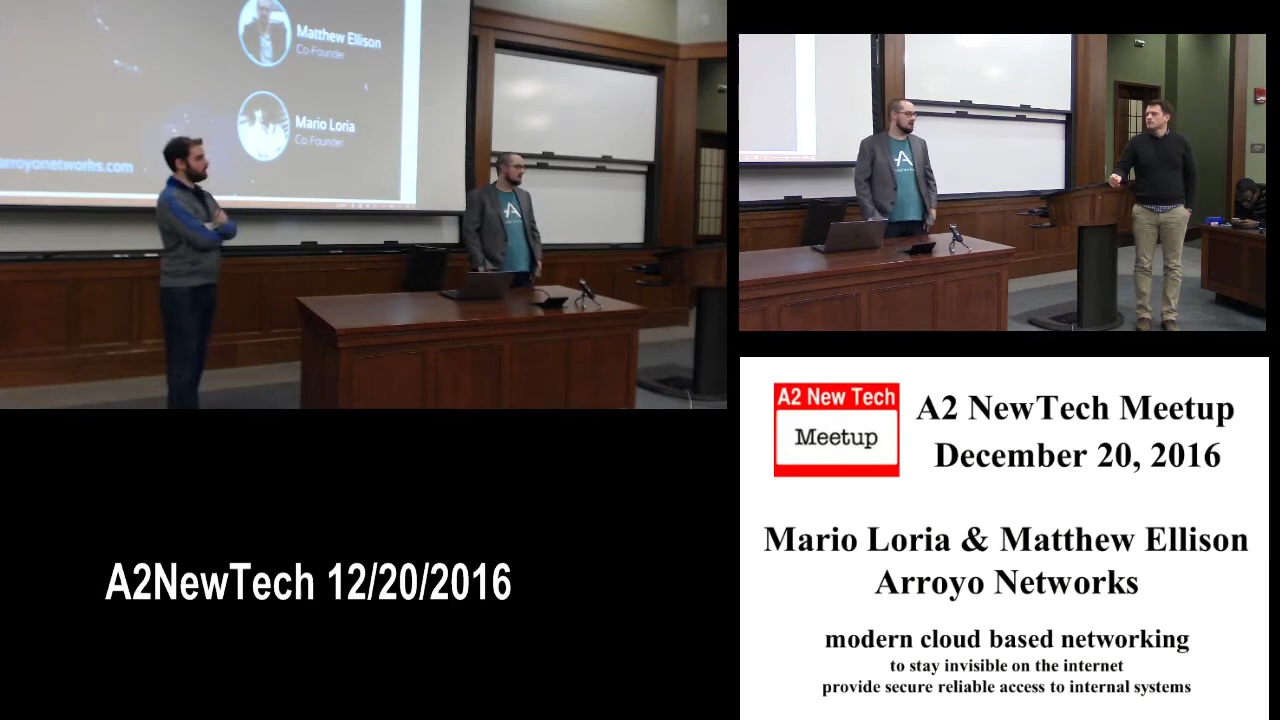 Matthew Ellison
Co-Founder
Mario Loria
Co Founder
arroyonetworks.com
A
A
A2 New Tech
Meetup
A2 NewTech Meetup
December 20, 2016
Mario Loria & Matthew Ellison
Arroyo Networks
modern cloud based networking
to stay invisible on the internet
provide secure reliable access to internal systems
A2NewTech 12/20/2016